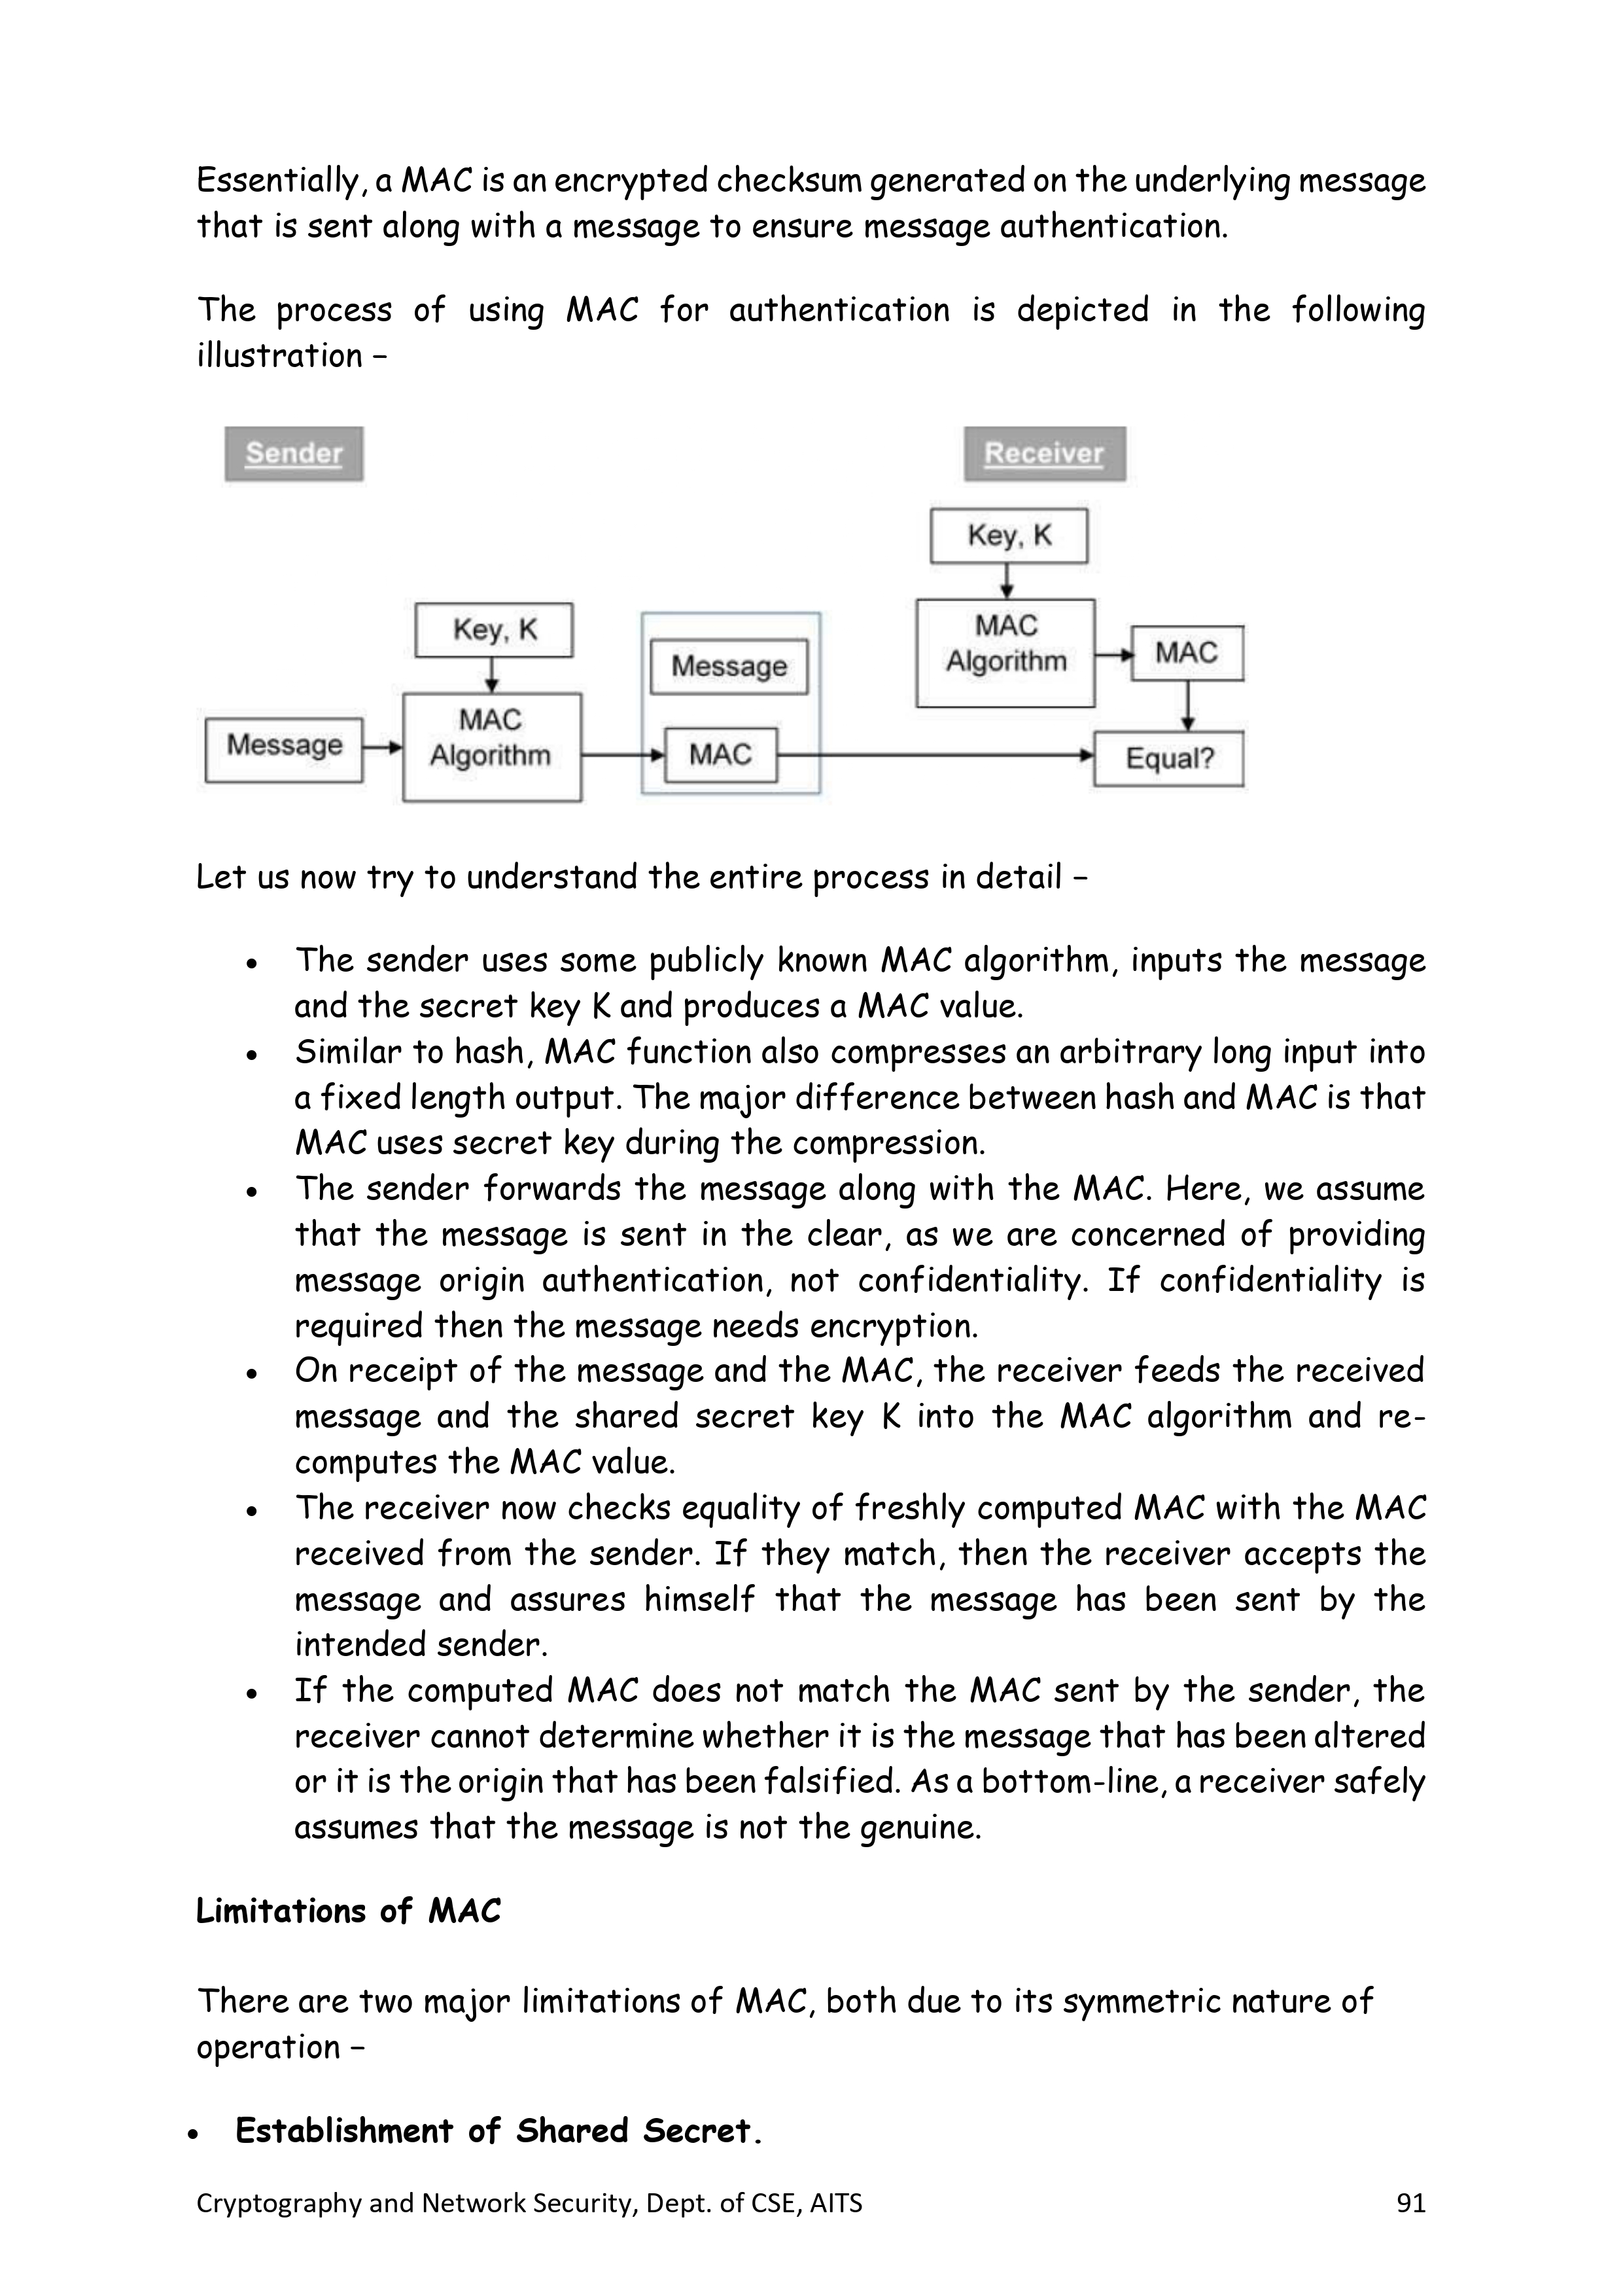 Essentially, a MAC is an encrypted checksum generated on the underlying message
that is sent along with a message to ensure message authentication.
The process of using MAC for authentication is depicted in the following
illustration –
Sender
Receiver
Key, K
Key, K
MAC
Algorithm
MAC
Message
Message
MAC
Algorithm
MAC
Equal?
Let us now try to understand the entire process in detail –
• The sender uses some publicly known MAC algorithm, inputs the message
and the secret key K and produces a MAC value.
• Similar to hash, MAC function also compresses an arbitrary long input into
a fixed length output. The major difference between hash and MAC is that
MAC uses secret key during the compression.
• The sender forwards the message along with the MAC. Here, we assume
that the message is sent in the clear, as we are concerned of providing
message origin authentication, not confidentiality. If confidentiality is
required then the message needs encryption.
• On receipt of the message and the MAC, the receiver feeds the received
message and the shared secret key K into the MAC algorithm and re-
computes the MAC value.
• The receiver now checks equality of freshly computed MAC with the MAC
received from the sender. If they match, then the receiver accepts the
message and assures himself that the message has been sent by the
intended sender.
• If the computed MAC does not match the MAC sent by the sender, the
receiver cannot determine whether it is the message that has been altered
or it is the origin that has been falsified. As a bottom-line, a receiver safely
assumes that the message is not the genuine.
Limitations of MAC
There are two major limitations of MAC, both due to its symmetric nature of
operation –
• Establishment of Shared Secret.
Cryptography and Network Security, Dept. of CSE, AITS 91